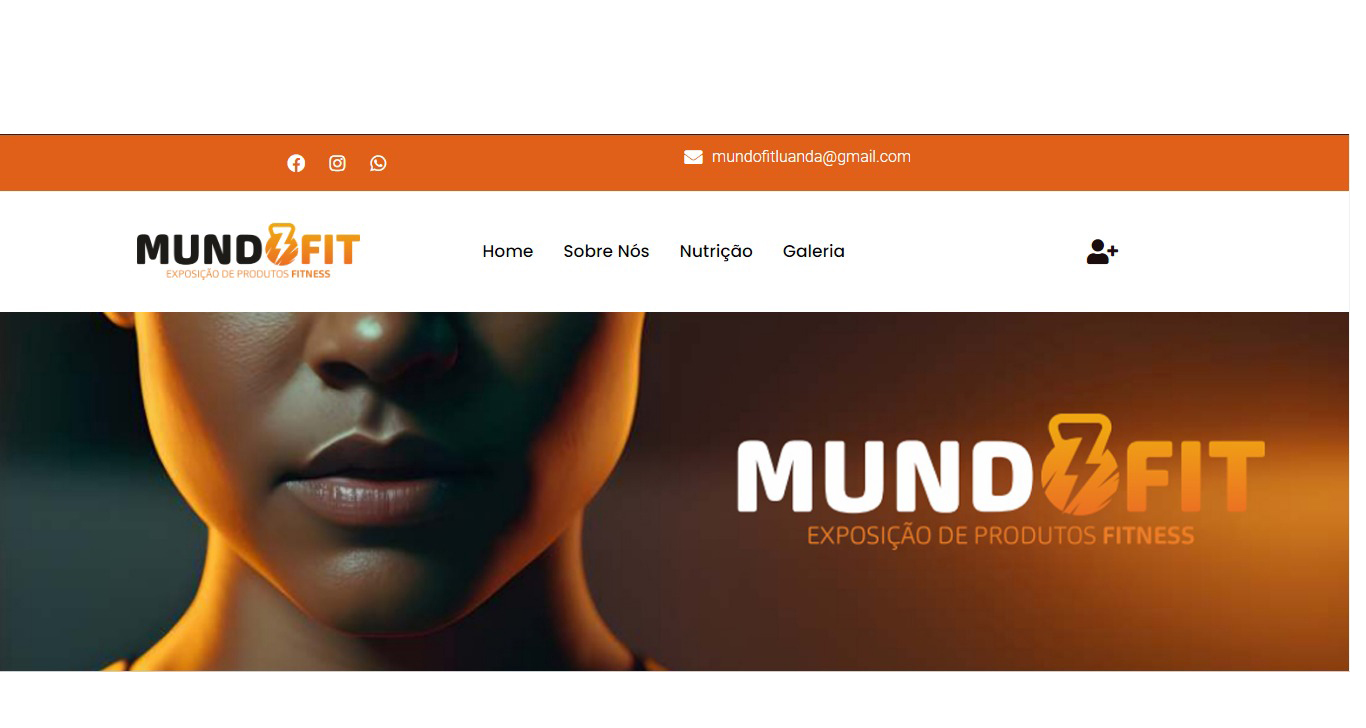 mundofitluanda@gmail.com
MUNDOFIT
EXPOSIÇÃO DE PRODUTOS FITNESS
Home Sobre Nós Nutrição Galeria
MUNDOFIT
EXPOSIÇÃO DE PRODUTOS FITNESS